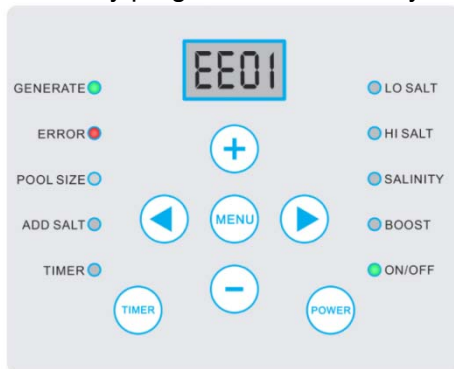 EE01
GENERATE
LO SALT
ERROR
HI SALT
+
POOL SIZE
SALINITY
MENU
ADD SALT
BOOST
TIMER
ON/OFF
−
TIMER
POWER